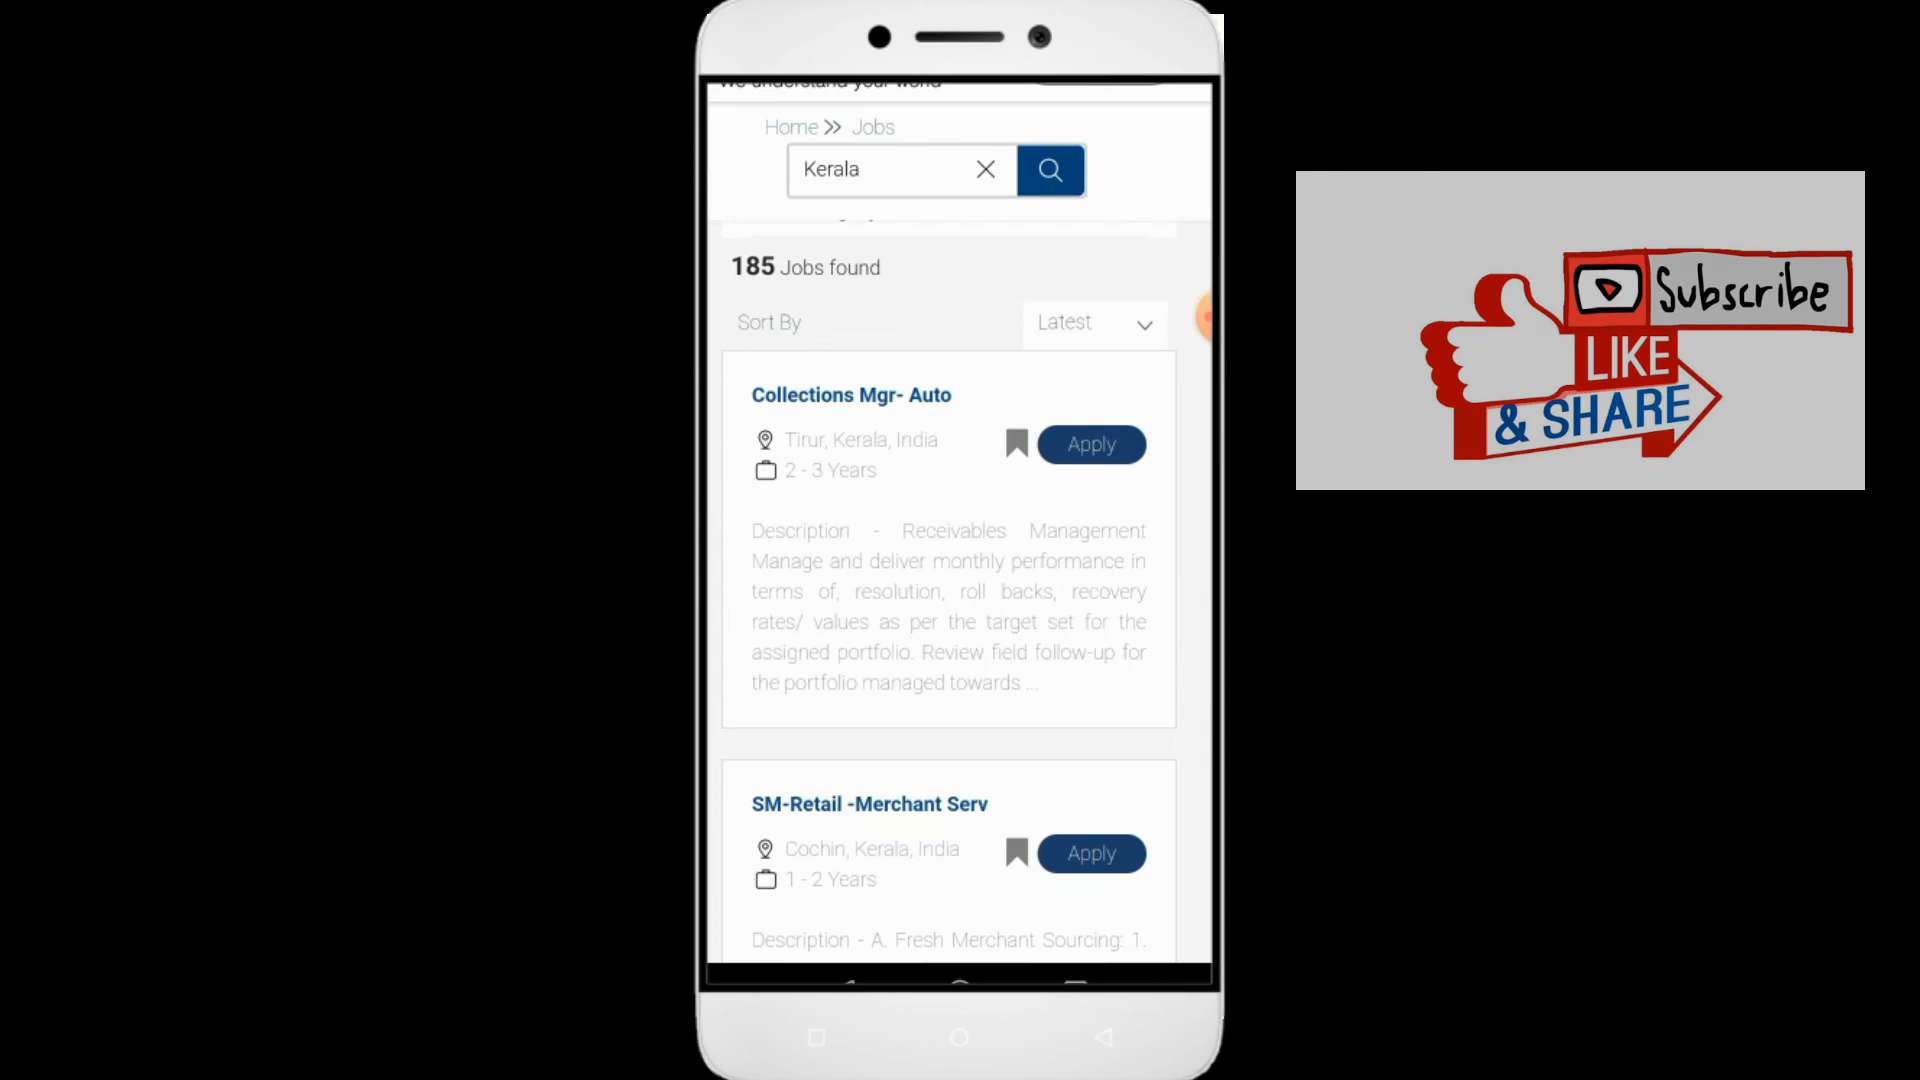 We understand your world
Home >> Jobs
Kerala
185 Jobs found
Sort By
Latest
Collections Mgr- Auto
Tirur, Kerala, India
Apply
2 - 3 Years
Description - Receivables Management
Manage and deliver monthly performance in
terms of, resolution, roll backs, recovery
rates/ values as per the target set for the
assigned portfolio. Review field follow-up for
the portfolio managed towards ...
SM-Retail -Merchant Serv
Cochin, Kerala, India
Apply
1 - 2 Years
Description - A. Fresh Merchant Sourcing: 1.
Subscribe
LIKE
& SHARE